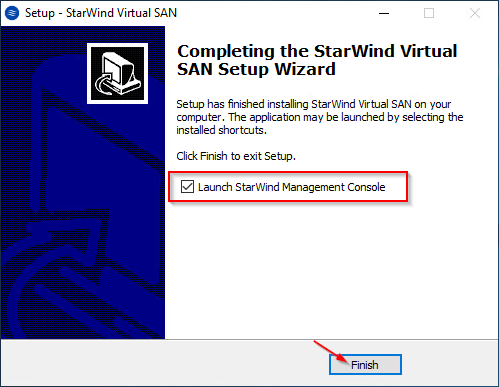 Setup - StarWind Virtual SAN
Completing the StarWind Virtual
SAN Setup Wizard
Setup has finished installing StarWind Virtual SAN on your
computer. The application may be launched by selecting the
installed shortcuts.
Click Finish to exit Setup.
Launch StarWind Management Console
Finish